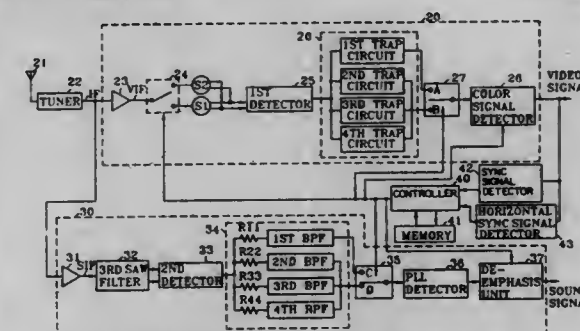 20
21
22
TUNER
IF
23
VIF
24
S2
S1
25
1ST
DETECTOR
26
1ST TRAP
CIRCUIT
2ND TRAP
CIRCUIT
3RD TRAP
CIRCUIT
4TH TRAP
CIRCUIT
27
A
B
28
COLOR
SIGNAL
DETECTOR
VIDEO
SIGNA
42
SYNC
SIGNAL
DETECTOR
40
CONTROLLER
41
MEMORY
HORIZONTAL
SYNC SIGNAL
DETECTOR
43
30
31
SIF
32
3RD SAW
FILTER
33
2ND
DETECTOR
34
R11
R22
R33
R44
1ST BPF
2ND BPF
3RD BPF
4TH BPF
35
C
D
36
PLL
DETECTOR
37
DE-
EMPHASIS
UNIT
SOUN
SIGNA